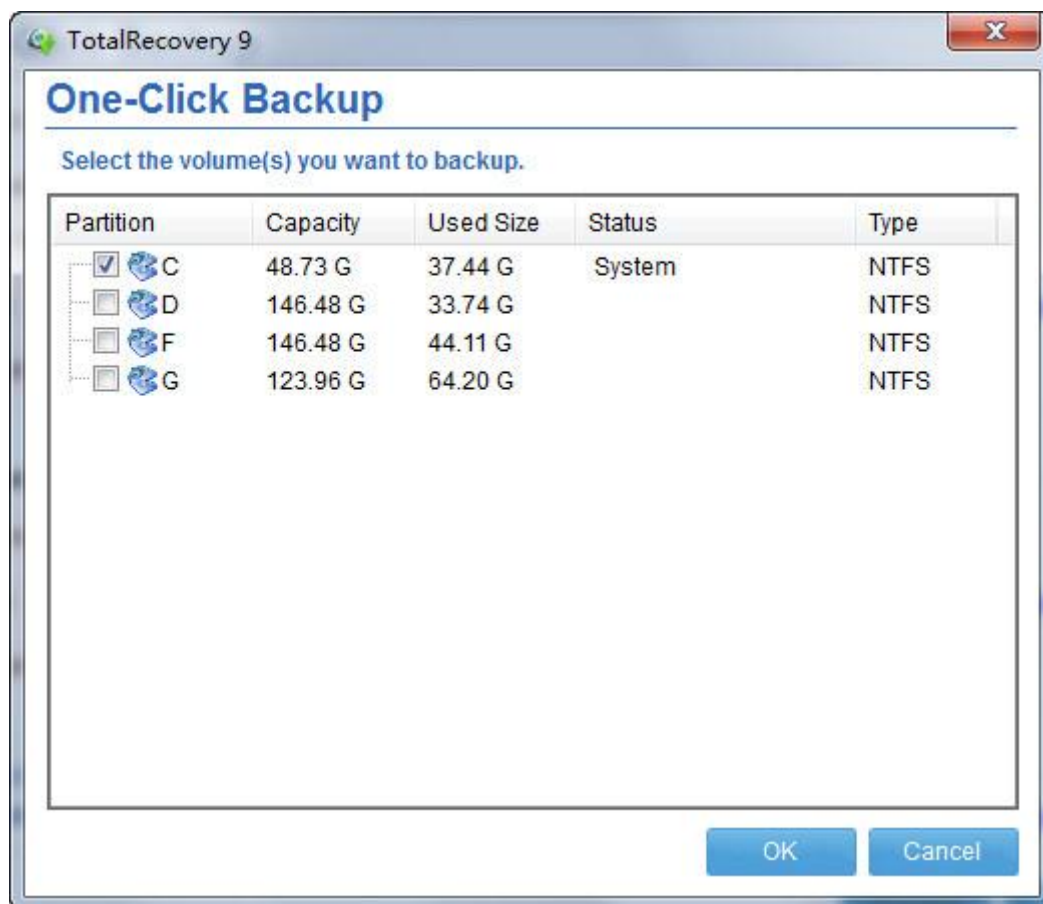 TotalRecovery 9
One-Click Backup
Select the volume(s) you want to backup.
Partition Capacity Used Size Status Type
C 48.73 G 37.44 G System NTFS
D 146.48 G 33.74 G NTFS
F 146.48 G 44.11 G NTFS
G 123.96 G 64.20 G NTFS
OK Cancel